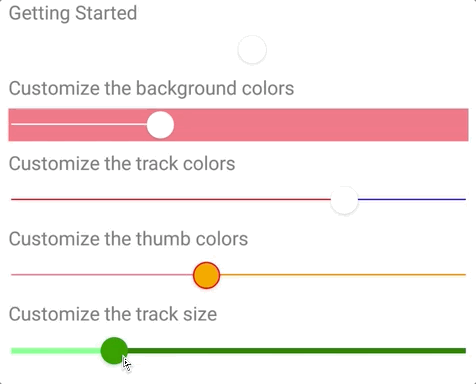 Getting Started
Customize the background colors
Customize the track colors
Customize the thumb colors
Customize the track size